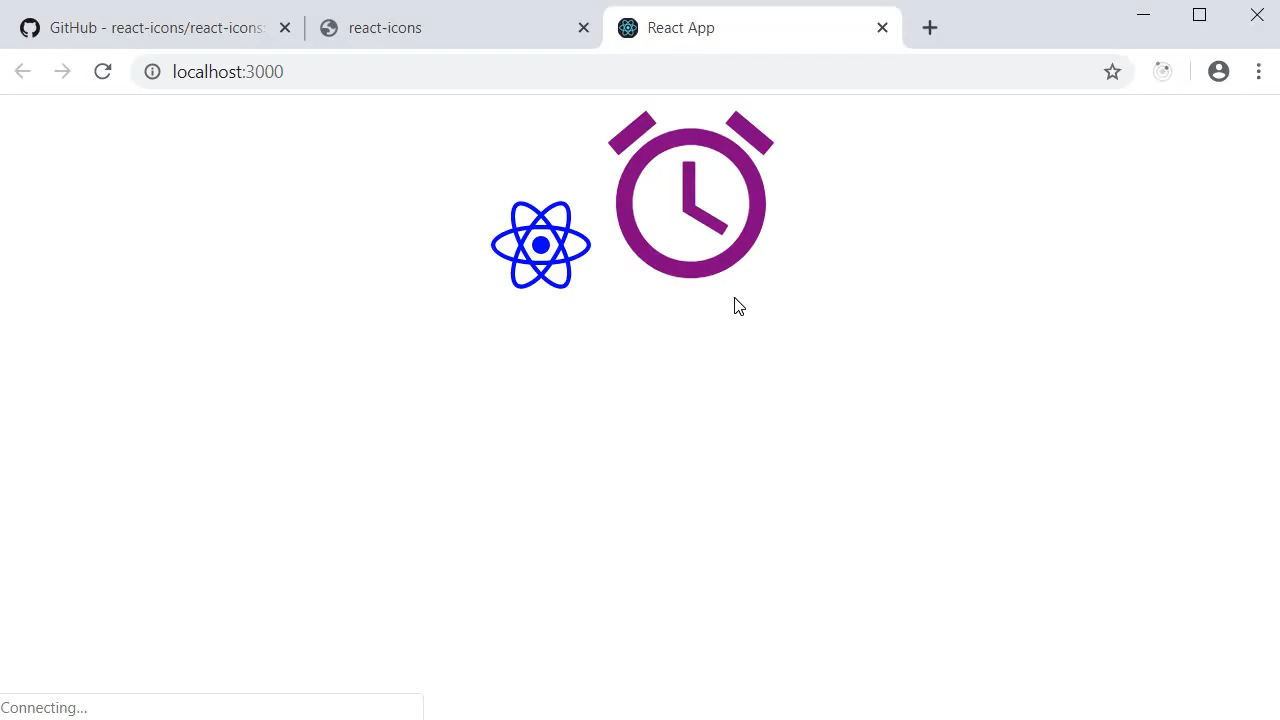 GitHub - react-icons/react-icons:
react-icons
React App
localhost:3000
Connecting...